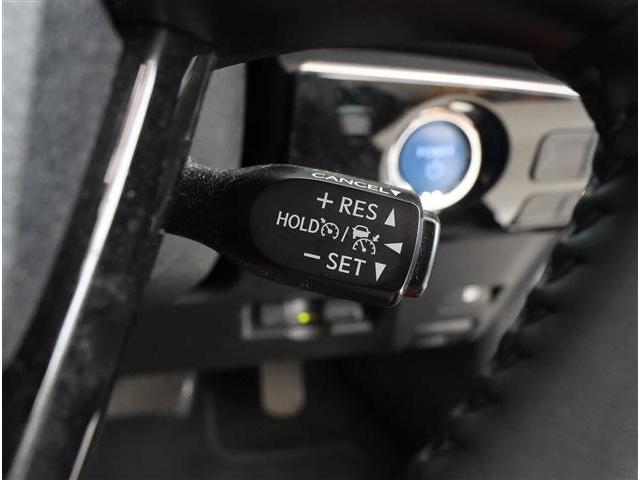 CANCEL▼
+ RES ▲
HOLD / ◀
− SET ▼